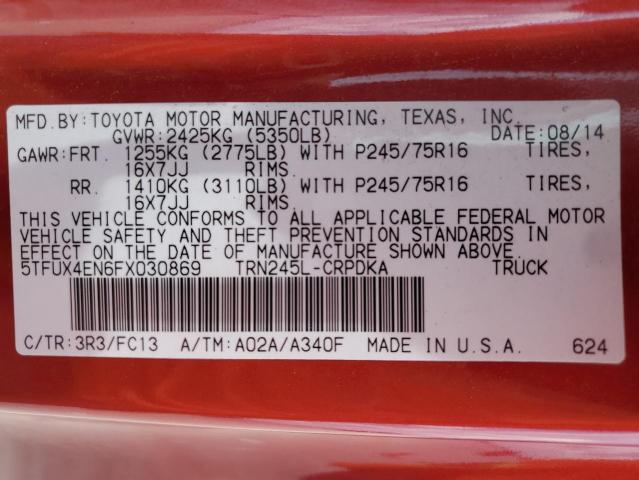 MFD.BY:TOYOTA MOTOR MANUFACTURING, TEXAS, INC.
GVWR:2425KG (5350LB) DATE:08/14
GAWR:FRT. 1255KG (2775LB) WITH P245/75R16 TIRES,
16X7JJ RIMS.
RR. 1410KG (3110LB) WITH P245/75R16 TIRES,
16X7JJ RIMS.
THIS VEHICLE CONFORMS TO ALL APPLICABLE FEDERAL MOTOR
VEHICLE SAFETY AND THEFT PREVENTION STANDARDS IN
EFFECT ON THE DATE OF MANUFACTURE SHOWN ABOVE.
5TFUX4EN6FX030869 TRN245L-CRPDKA TRUCK
C/TR:3R3/FC13 A/TM:A02A/A340F MADE IN U.S.A. 624